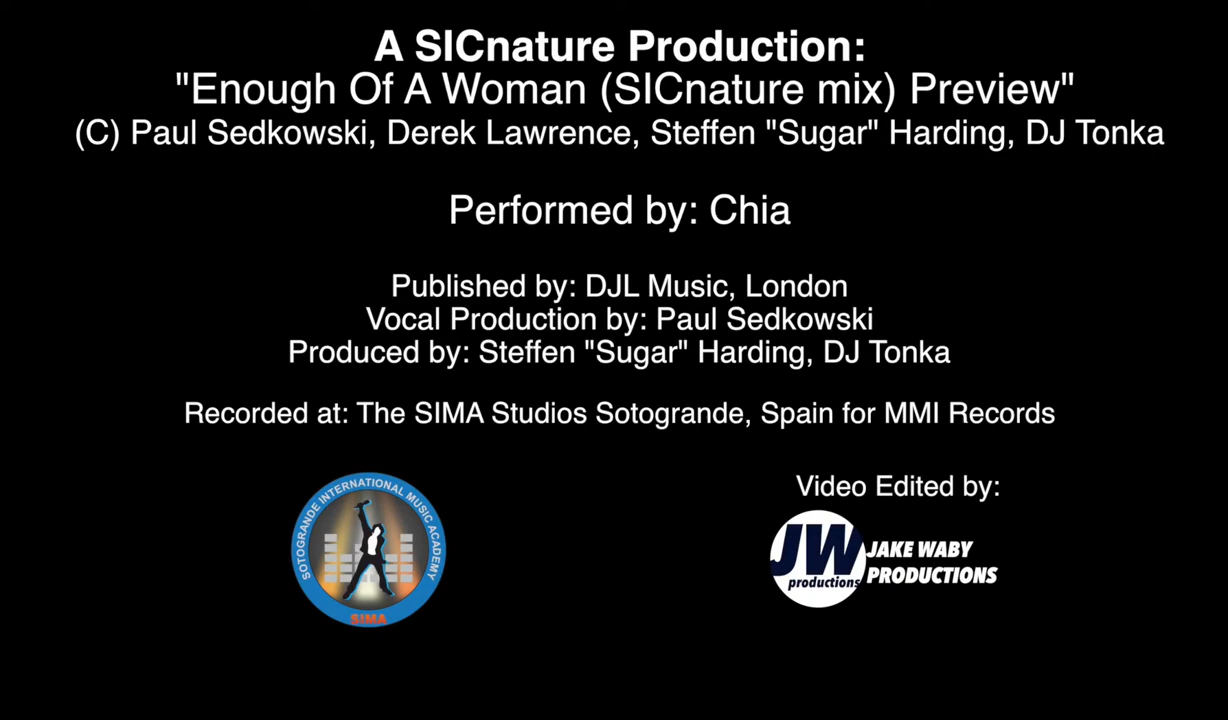 A SICnature Production:
"Enough Of A Woman (SICnature mix) Preview"
(C) Paul Sedkowski, Derek Lawrence, Steffen "Sugar" Harding, DJ Tonka
Performed by: Chia
Published by: DJL Music, London
Vocal Production by: Paul Sedkowski
Produced by: Steffen "Sugar" Harding, DJ Tonka
Recorded at: The SIMA Studios Sotogrande, Spain for MMI Records
SOTOGRANDE INTERNATIONAL MUSIC ACADEMY
SIMA
Video Edited by:
JW
productions
JAKE WABY
PRODUCTIONS